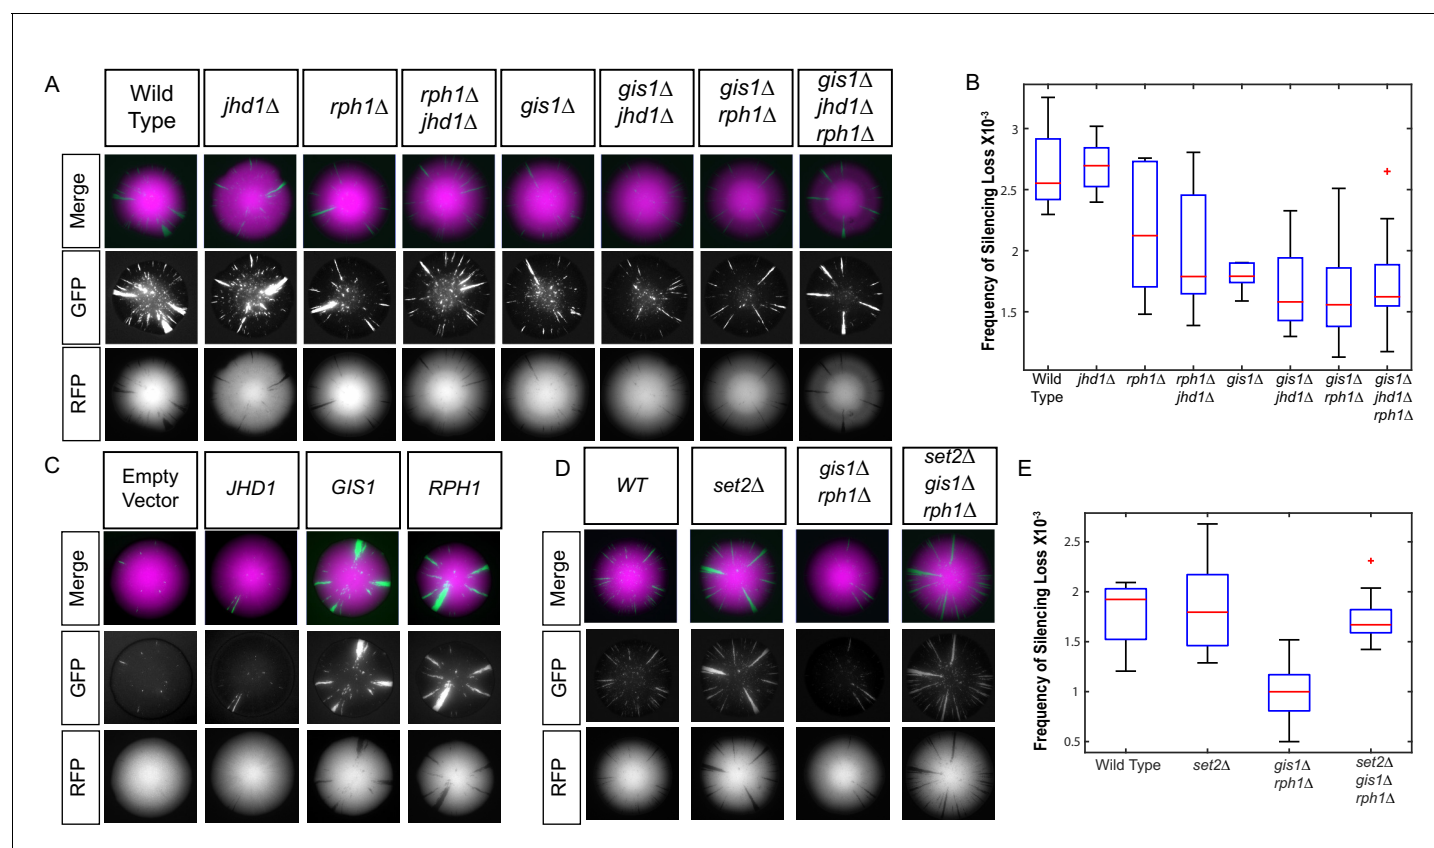 A
Wild
Type
jhd1Δ
rph1Δ
rph1Δ
jhd1Δ
gis1Δ
gis1Δ
jhd1Δ
gis1Δ
rph1Δ
gis1Δ
jhd1Δ
rph1Δ
Merge
GFP
RFP
B
Frequency of Silencing Loss X10-3
3
2.5
2
1.5
Wild
Type
jhd1Δ
rph1Δ
rph1Δ
jhd1Δ
gis1Δ
gis1Δ
jhd1Δ
gis1Δ
rph1Δ
gis1Δ
jhd1Δ
rph1Δ
C
Empty
Vector
JHD1
GIS1
RPH1
Merge
GFP
RFP
D
WT
set2Δ
gis1Δ
rph1Δ
set2Δ
gis1Δ
rph1Δ
Merge
GFP
RFP
E
Frequency of Silencing Loss X10-3
2.5
2
1.5
1
0.5
Wild Type
set2Δ
gis1Δ
rph1Δ
set2Δ
gis1Δ
rph1Δ